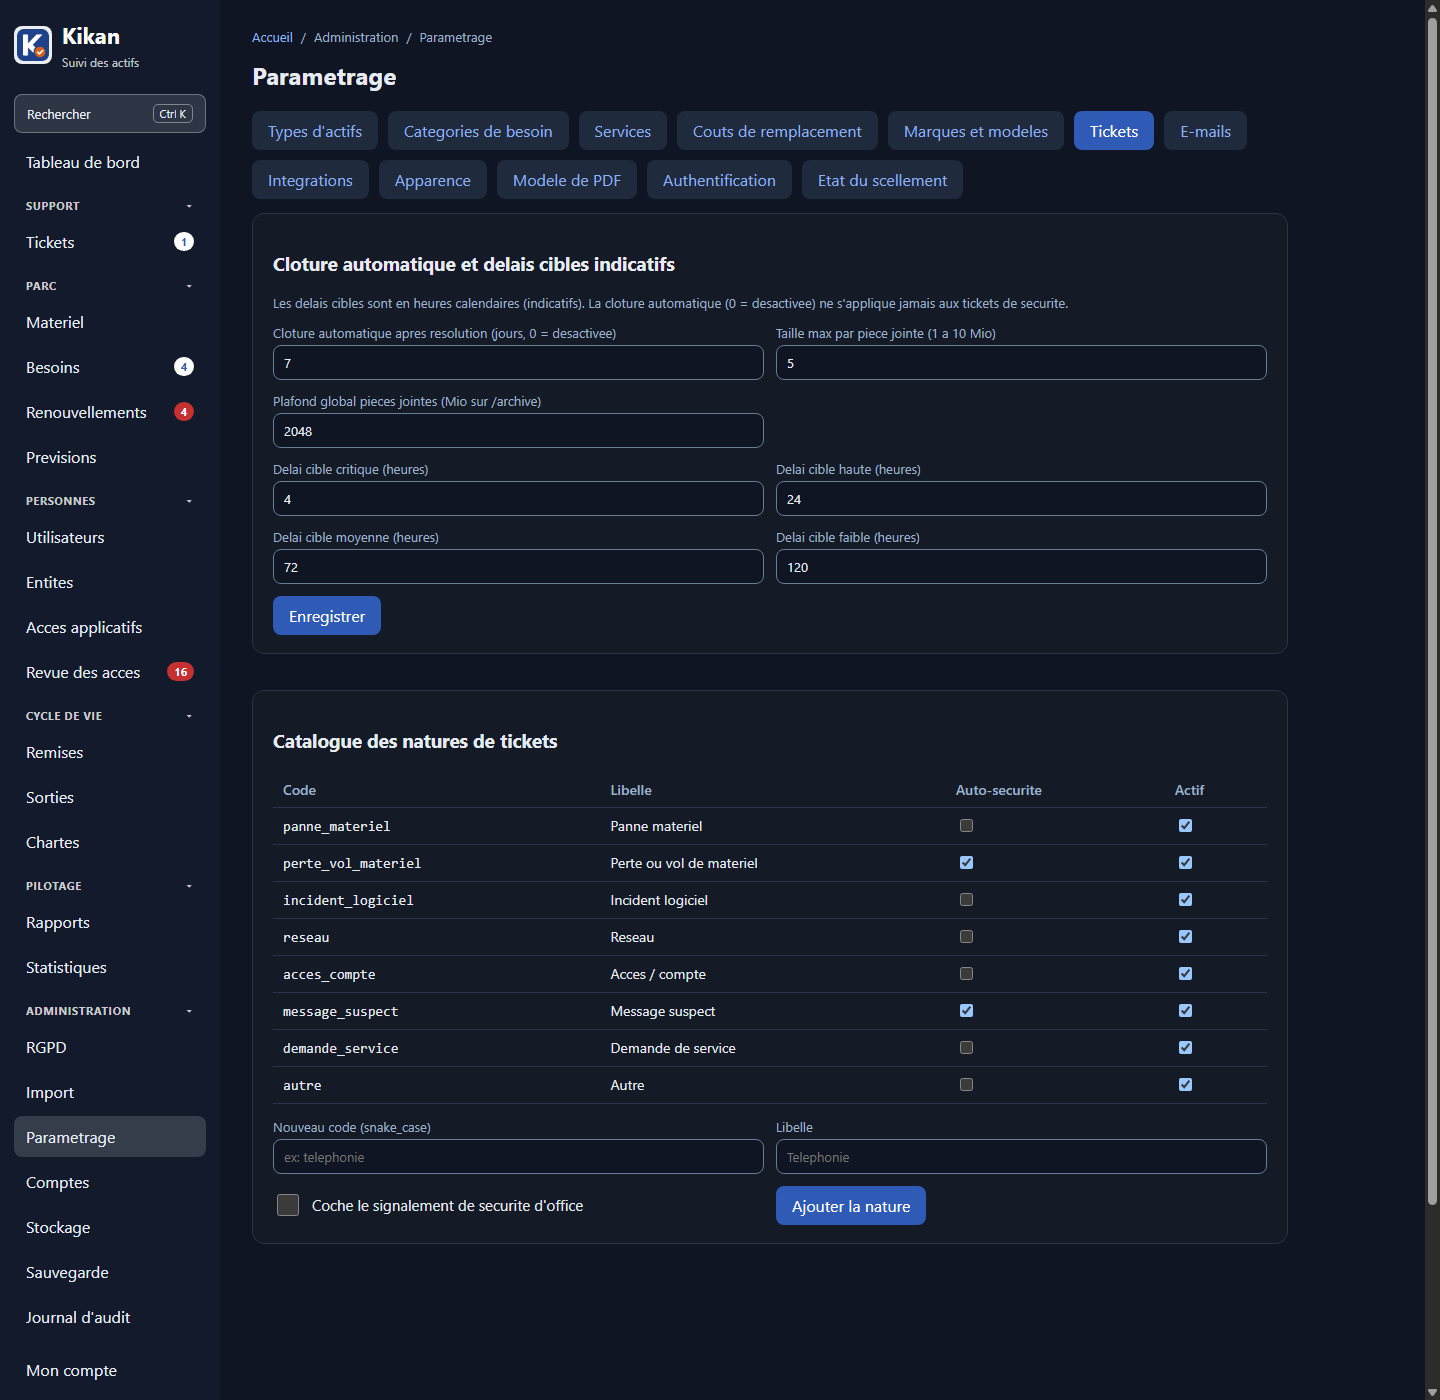 Kikan
Suivi des actifs
Rechercher Ctrl K
Tableau de bord
SUPPORT
Tickets 1
PARC
Materiel
Besoins 4
Renouvellements 4
Previsions
PERSONNES
Utilisateurs
Entites
Acces applicatifs
Revue des acces 16
CYCLE DE VIE
Remises
Sorties
Chartes
PILOTAGE
Rapports
Statistiques
ADMINISTRATION
RGPD
Import
Parametrage
Comptes
Stockage
Sauvegarde
Journal d'audit
Mon compte
Accueil / Administration / Parametrage
Parametrage
Types d'actifs Categories de besoin Services Couts de remplacement Marques et modeles Tickets E-mails
Integrations Apparence Modele de PDF Authentification Etat du scellement
Cloture automatique et delais cibles indicatifs
Les delais cibles sont en heures calendaires (indicatifs). La cloture automatique (0 = desactivee) ne s'applique jamais aux tickets de securite.
Cloture automatique apres resolution (jours, 0 = desactivee) Taille max par piece jointe (1 a 10 Mio)
7 5
Plafond global pieces jointes (Mio sur /archive)
2048
Delai cible critique (heures) Delai cible haute (heures)
4 24
Delai cible moyenne (heures) Delai cible faible (heures)
72 120
Enregistrer
Catalogue des natures de tickets
Code Libelle Auto-securite Actif
panne_materiel Panne materiel
perte_vol_materiel Perte ou vol de materiel
incident_logiciel Incident logiciel
reseau Reseau
acces_compte Acces / compte
message_suspect Message suspect
demande_service Demande de service
autre Autre
Nouveau code (snake_case) Libelle
ex: telephonie Telephonie
Coche le signalement de securite d'office Ajouter la nature